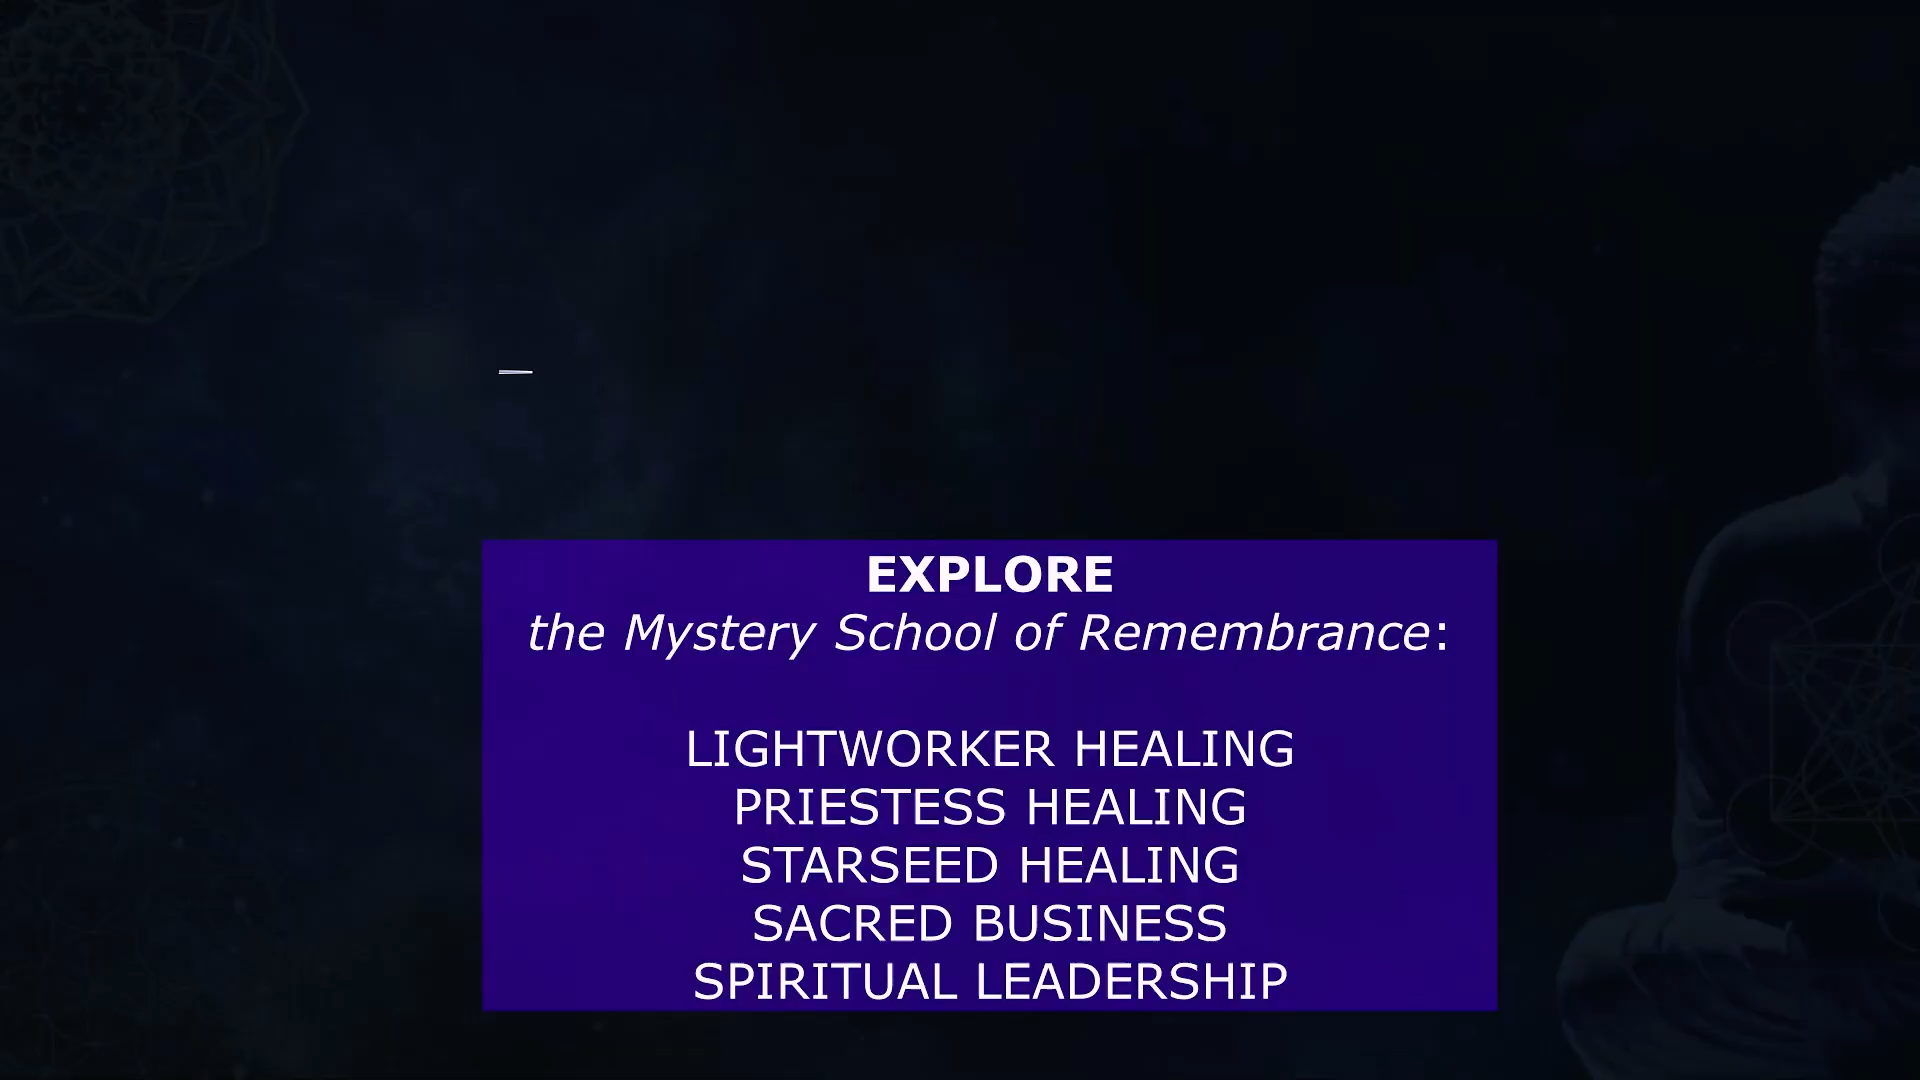 EXPLORE
the Mystery School of Remembrance:
LIGHTWORKER HEALING
PRIESTESS HEALING
STARSEED HEALING
SACRED BUSINESS
SPIRITUAL LEADERSHIP